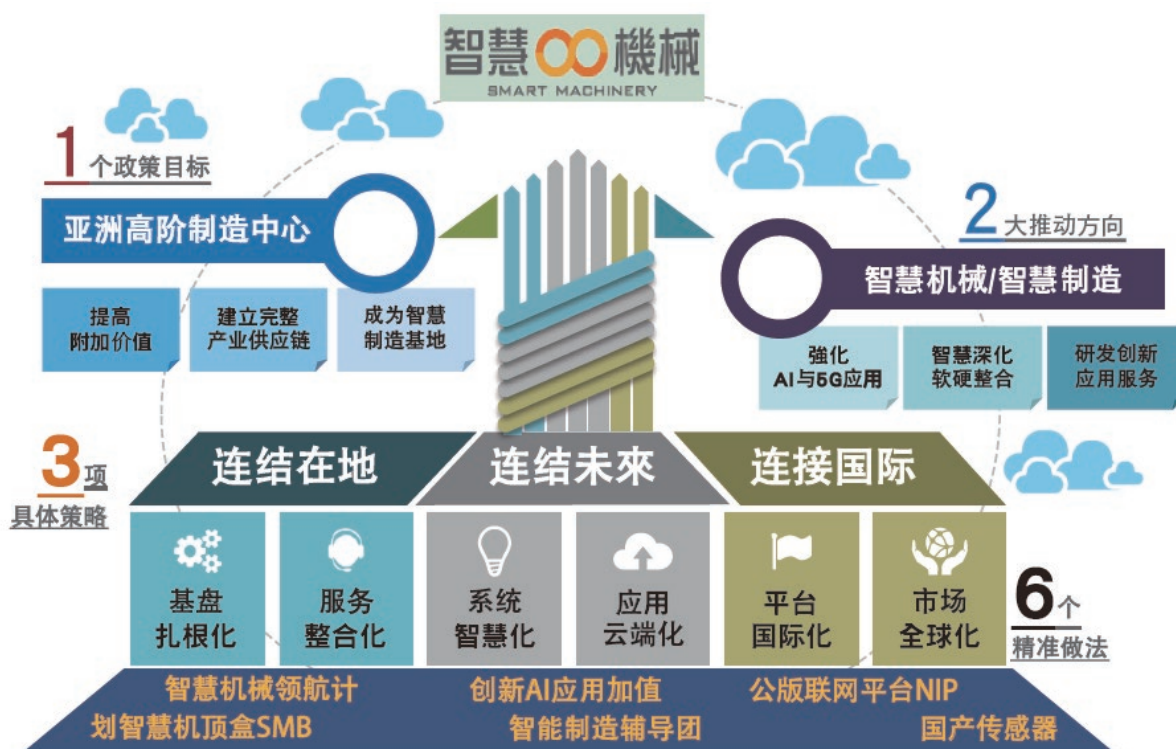 智慧機械
SMART MACHINERY
1
个政策目标
亚洲高阶制造中心
提高
附加价值
建立完整
产业供应链
成为智慧
制造基地
2
大推动方向
智慧机械/智慧制造
強化
AI与5G应用
智慧深化
软硬整合
研发创新
应用服务
3项
具体策略
连结在地
连结未來
连接国际
基盘
扎根化
服务
整合化
系统
智慧化
应用
云端化
平台
国际化
市场
全球化
6个
精准做法
智慧机械领航计
划智慧机顶盒SMB
创新AI应用加值
智能制造辅导团
公版联网平台NIP
国产传感器